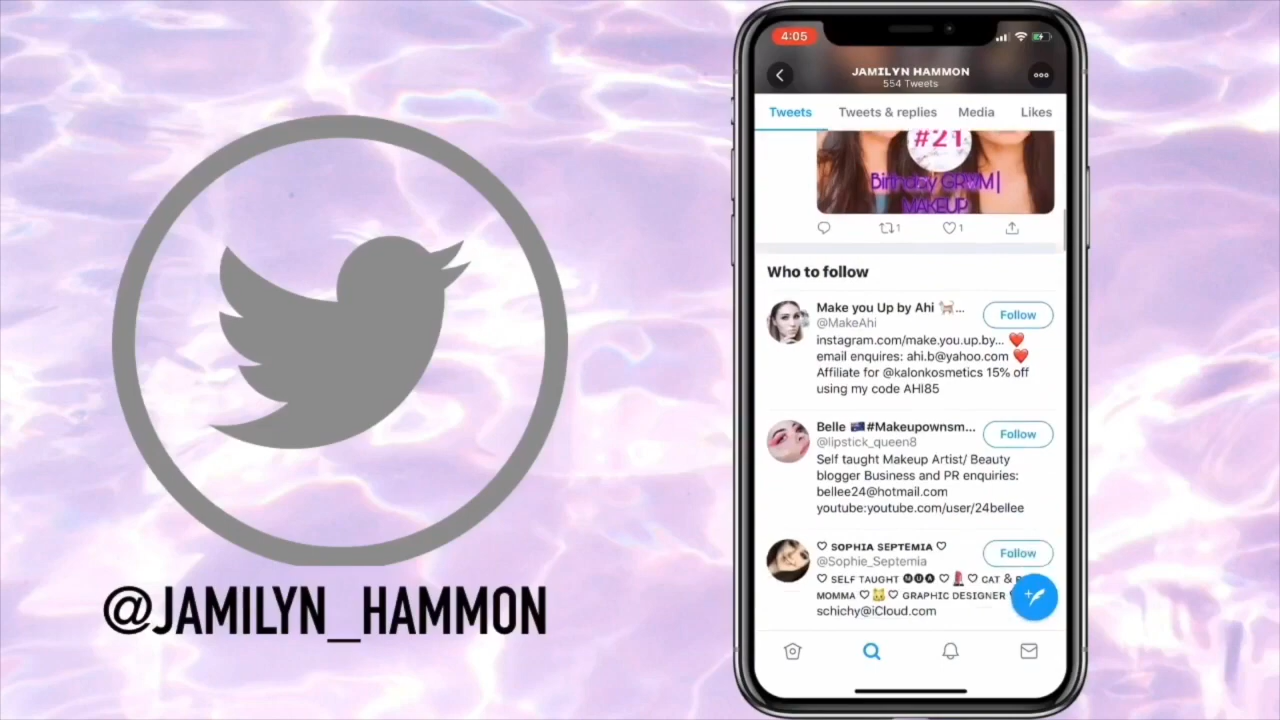 @JAMILYN_HAMMON
4:05
JAMILYN HAMMON
554 Tweets
Tweets
Tweets & replies
Media
Likes
#21
Birthday GRWM|
MAKEUP
1
1
Who to follow
Make you Up by Ahi 🐈...
@MakeAhi
Follow
instagram.com/make.you.up.by... ❤️
email enquires: ahi.b@yahoo.com ❤️
Affiliate for @kalonkosmetics 15% off
using my code AHI85
Belle 🇦🇺#Makeupownsm...
@lipstick_queen8
Follow
Self taught Makeup Artist/ Beauty
blogger Business and PR enquiries:
bellee24@hotmail.com
youtube:youtube.com/user/24bellee
♡ SOPHIA SEPTEMIA ♡
@Sophie_Septemia
Follow
♡ SELF TAUGHT 🅜🅤🅐 ♡💄♡ CAT &
MOMMA ♡🐱♡ GRAPHIC DESIGNER
schichy@iCloud.com